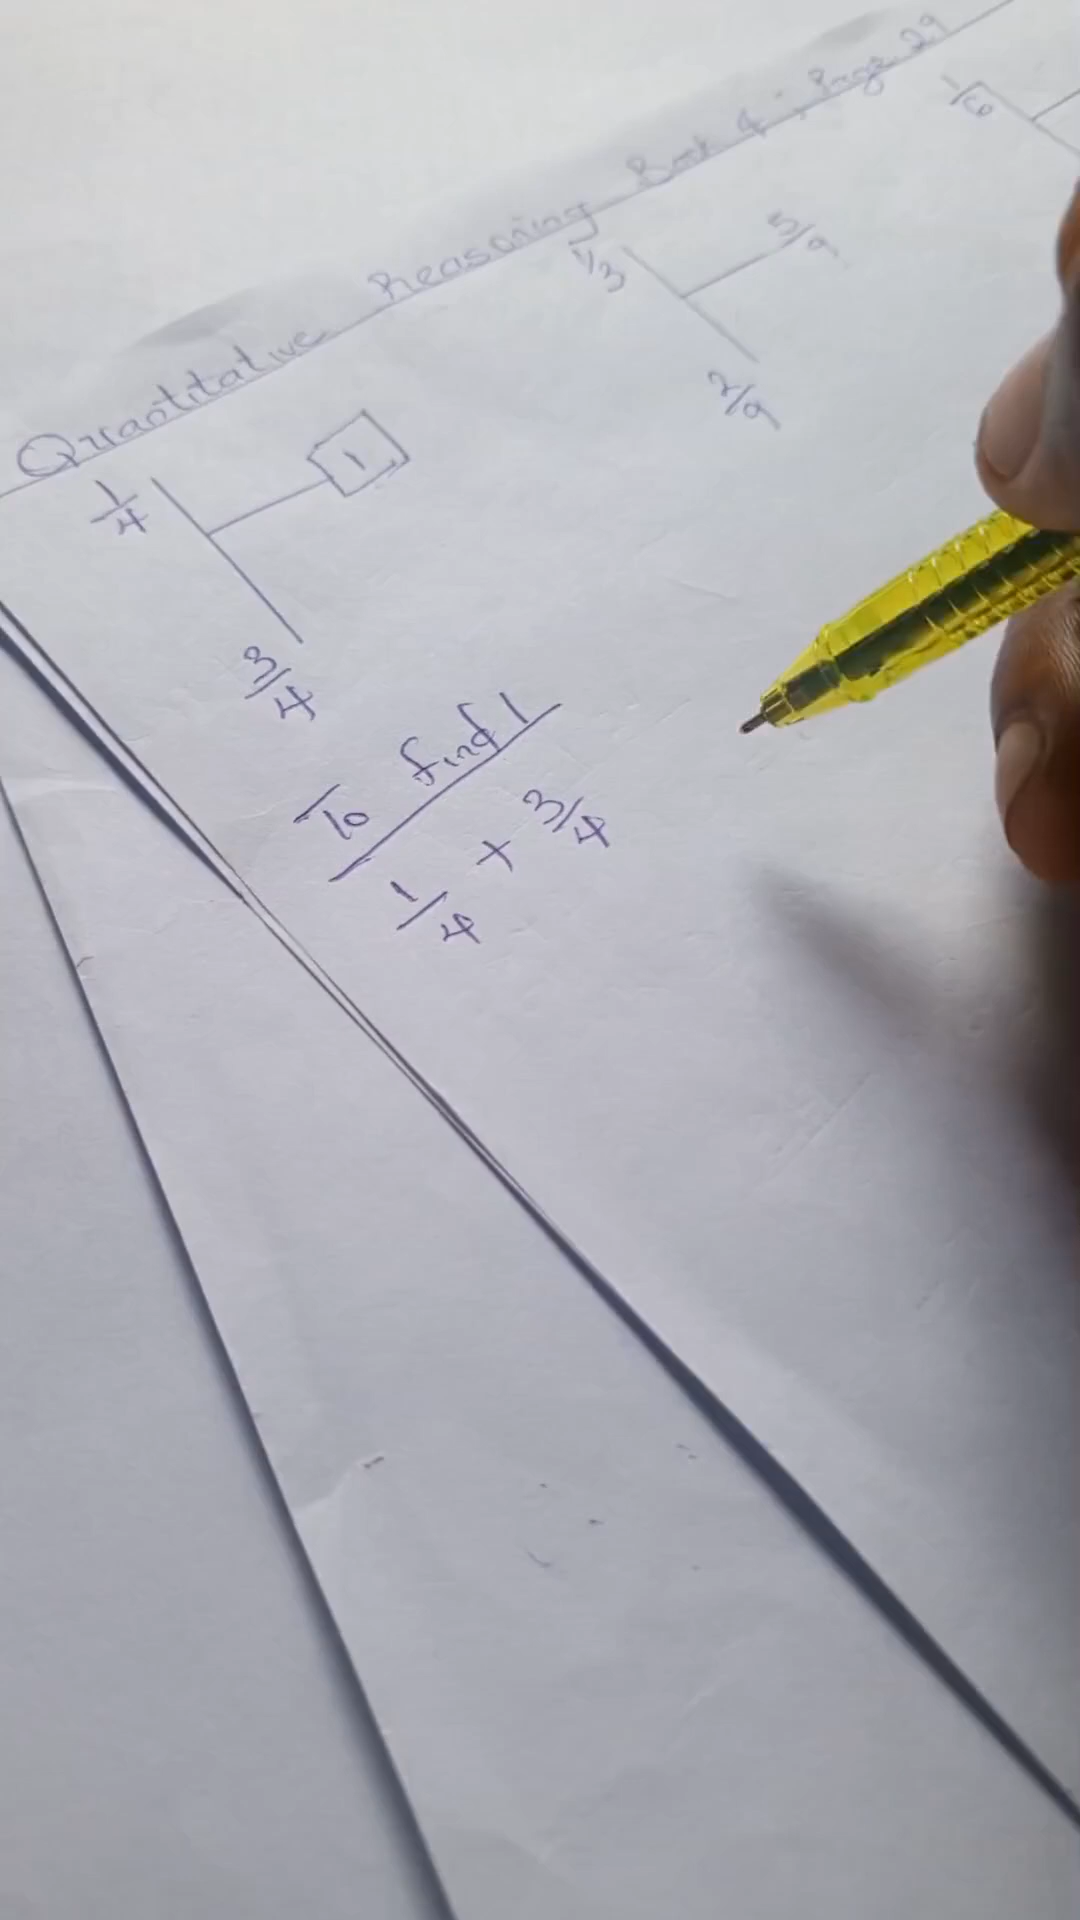 Quantitative Reasoning Book 4; Page 29
1/4
1
3/4
1/3
5/9
2/9
1/6
To find 1
1/4 + 3/4